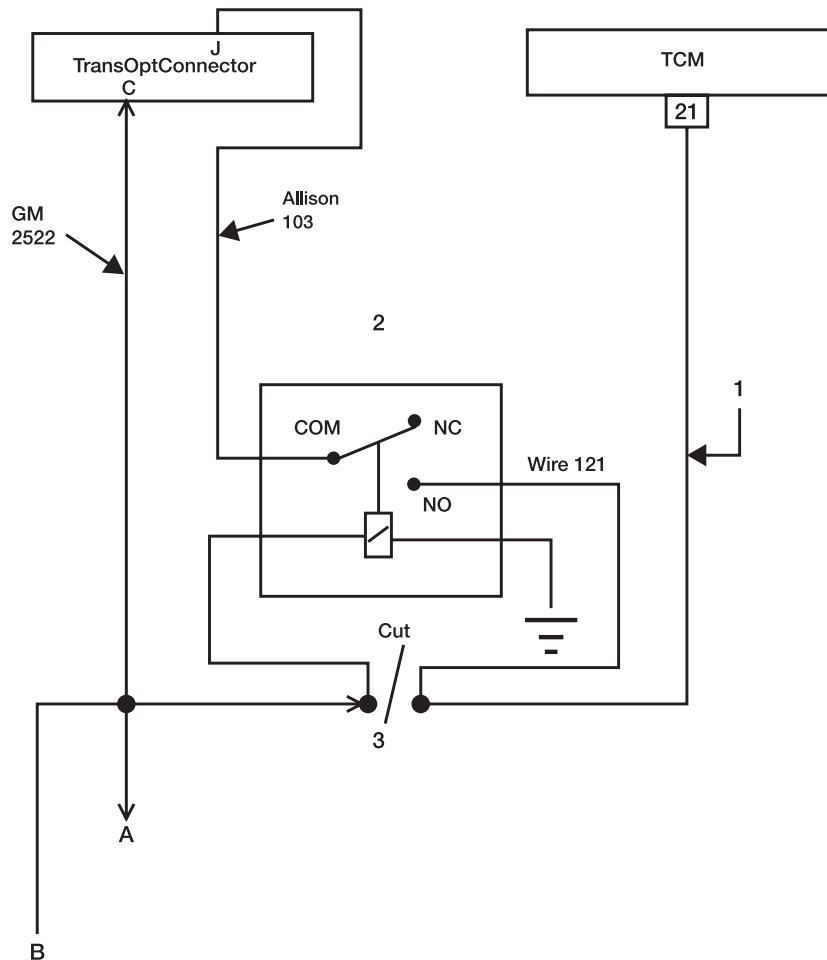 J
TransOptConnector
C
TCM
21
GM
2522
Allison
103
2
1
COM
NC
NO
Wire 121
Cut
3
A
B